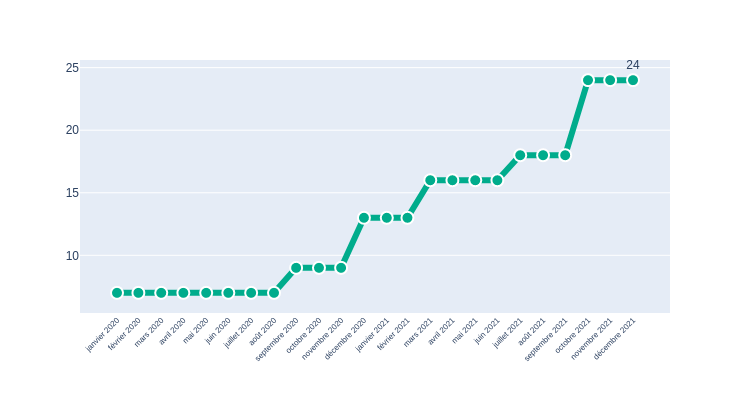 24
25
20
15
10
janvier 2020
février 2020
mars 2020
avril 2020
mai 2020
juin 2020
juillet 2020
août 2020
septembre 2020
octobre 2020
novembre 2020
décembre 2020
janvier 2021
février 2021
mars 2021
avril 2021
mai 2021
juin 2021
juillet 2021
août 2021
septembre 2021
octobre 2021
novembre 2021
décembre 2021